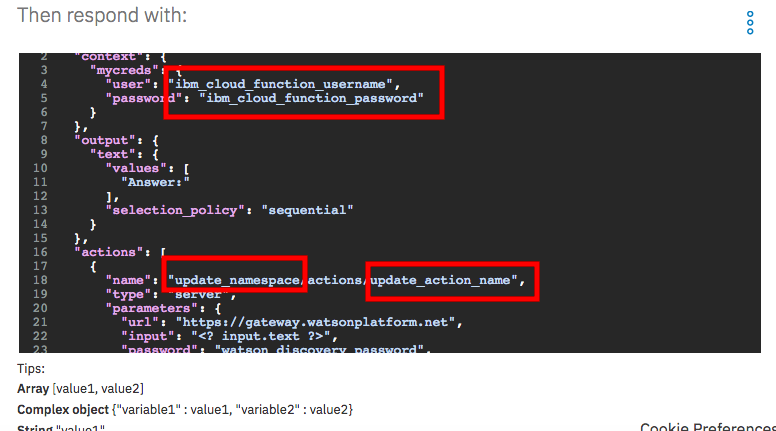 Then respond with:
2 "context": {
3 "mycreds": {
4 "user": "ibm_cloud_function_username",
5 "password": "ibm_cloud_function_password"
6 }
7 },
8 "output": {
9 "text": {
10 "values": [
11 "Answer:"
12 ],
13 "selection_policy": "sequential"
14 }
15 },
16 "actions": [
17 {
18 "name": "update_namespace/actions/update_action_name",
19 "type": "server",
20 "parameters": {
21 "url": "https://gateway.watsonplatform.net",
22 "input": "<? input.text ?>",
23 "password": "watson_discovery_password",
Tips:
Array [value1, value2]
Complex object {"variable1" : value1, "variable2" : value2}
String "value1"
Cookie Preferences